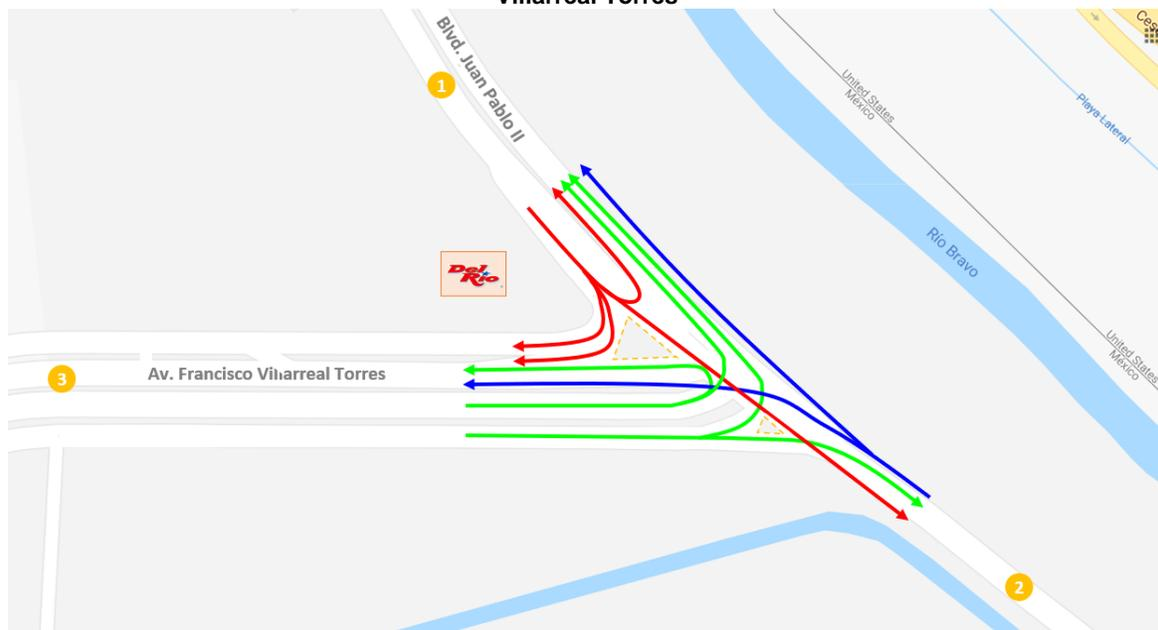 Villarreal Torres
Blvd. Juan Pablo II
1
United States
México
Playa Lateral
Río Bravo
Del
Rio
United States
México
Av. Francisco Villarreal Torres
3
2